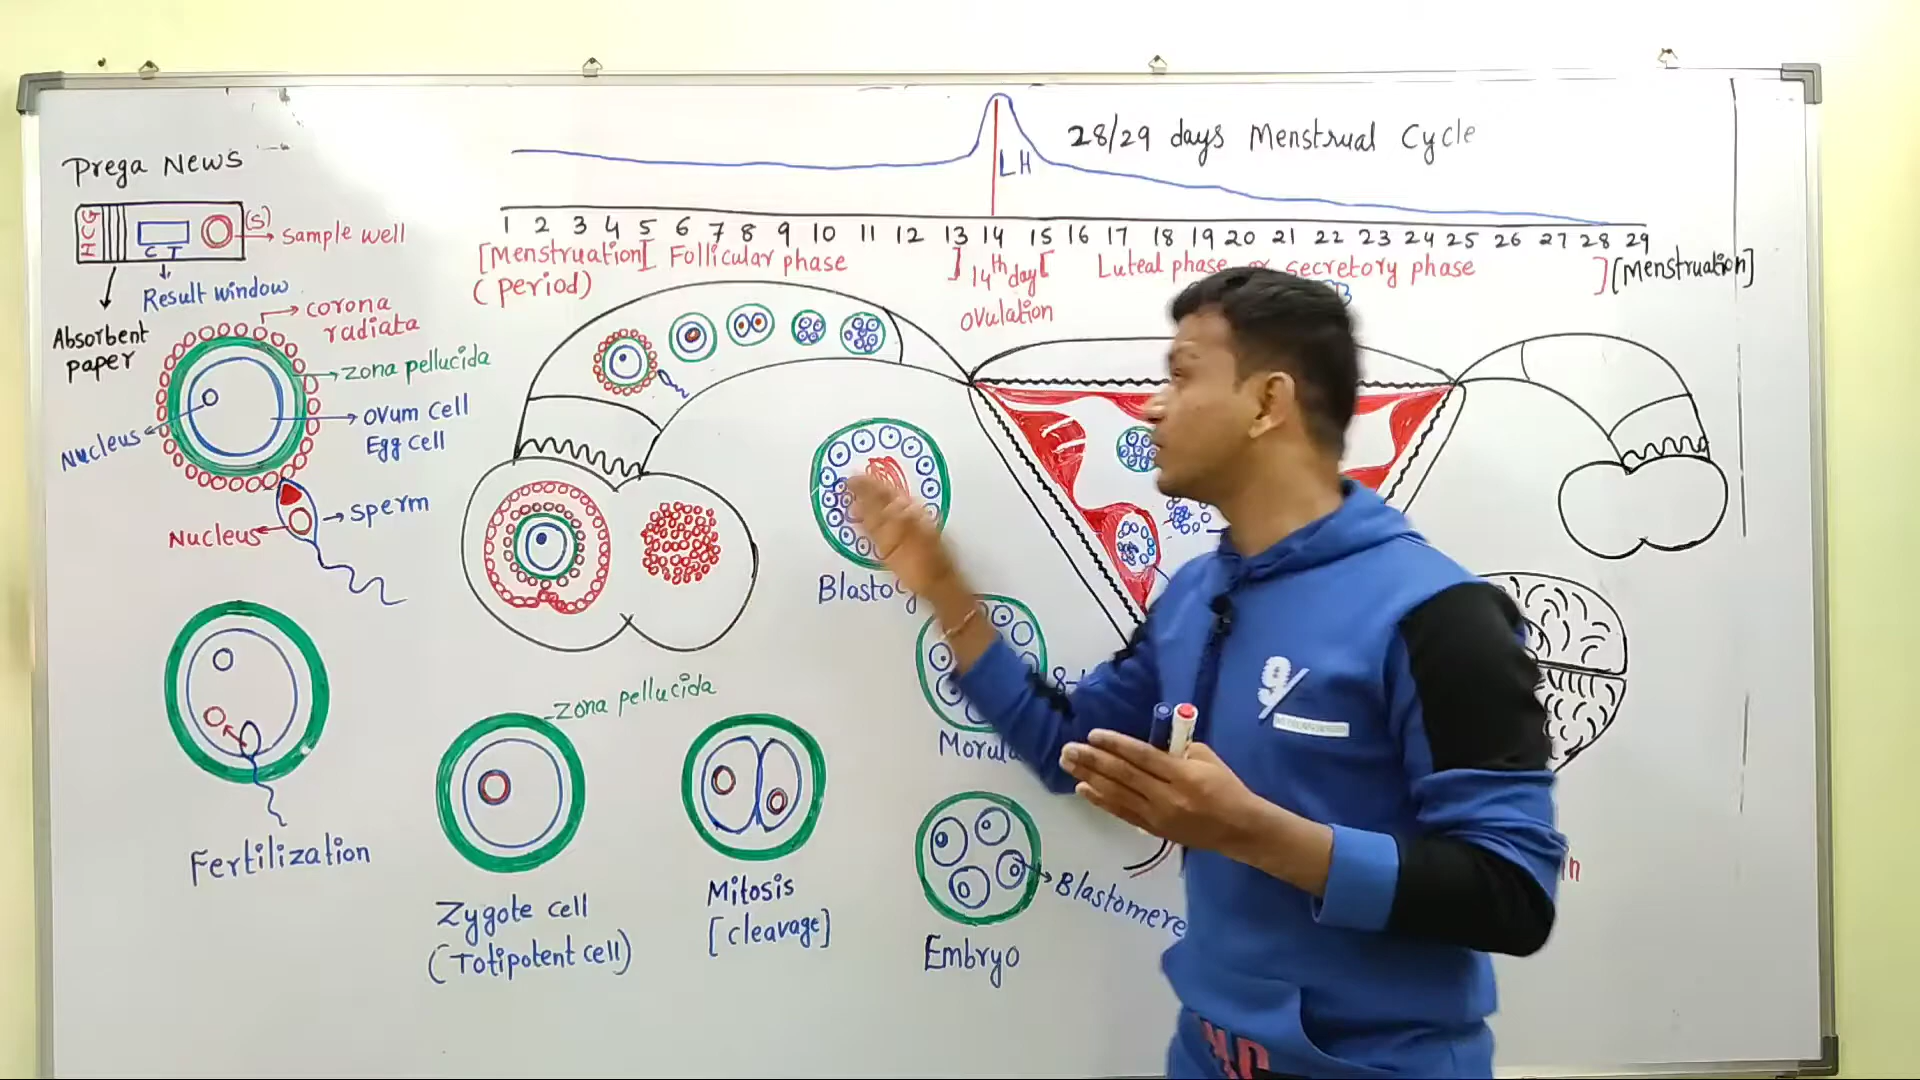 28/29 days Menstrual Cycle
LH
1 2 3 4 5 6 7 8 9 10 11 12 13 14 15 16 17 18 19 20 21 22 23 24 25 26 27 28 29
[Menstruation[ Follicular phase ] 14th day [ Luteal phase or secretory phase ] [Menstruation]
(period)
ovulation
Prega News
HCG
(S)
C T
Sample well
Result window
Absorbent
paper
corona
radiata
zona pellucida
ovum cell
Egg cell
Nucleus
sperm
Nucleus
Fertilization
zona pellucida
Zygote cell
(Totipotent cell)
Mitosis
[cleavage]
Blastomere
Embryo
9/